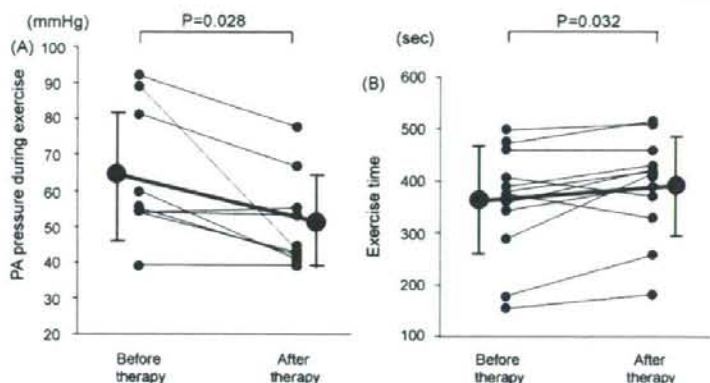 (mmHg)
P=0.028
(A)
PA pressure during exercise
100
90
80
70
60
50
40
30
20
Before
therapy
After
therapy
P=0.032
(sec)
(B)
Exercise time
600
500
400
300
200
100
Before
therapy
After
therapy